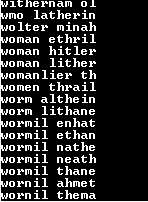 withernam ol
wmo latherin
wolter minah
woman ethril
woman hitler
woman lither
womanlier th
women thrail
worm althein
worm lithane
wormil enhat
wormil ethan
wormil nathe
wormil neath
wormil thane
wornil ahmet
wornil thema